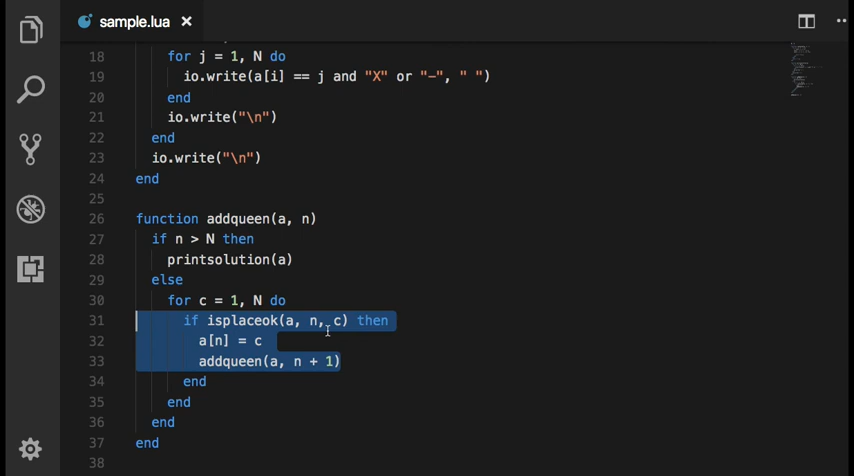 sample.lua ×
18 for j = 1, N do
19 io.write(a[i] == j and "X" or "-", " ")
20 end
21 io.write("\n")
22 end
23 io.write("\n")
24 end
25
26 function addqueen(a, n)
27 if n > N then
28 printsolution(a)
29 else
30 for c = 1, N do
31 if isplaceok(a, n, c) then
32 a[n] = c
33 addqueen(a, n + 1)
34 end
35 end
36 end
37 end
38